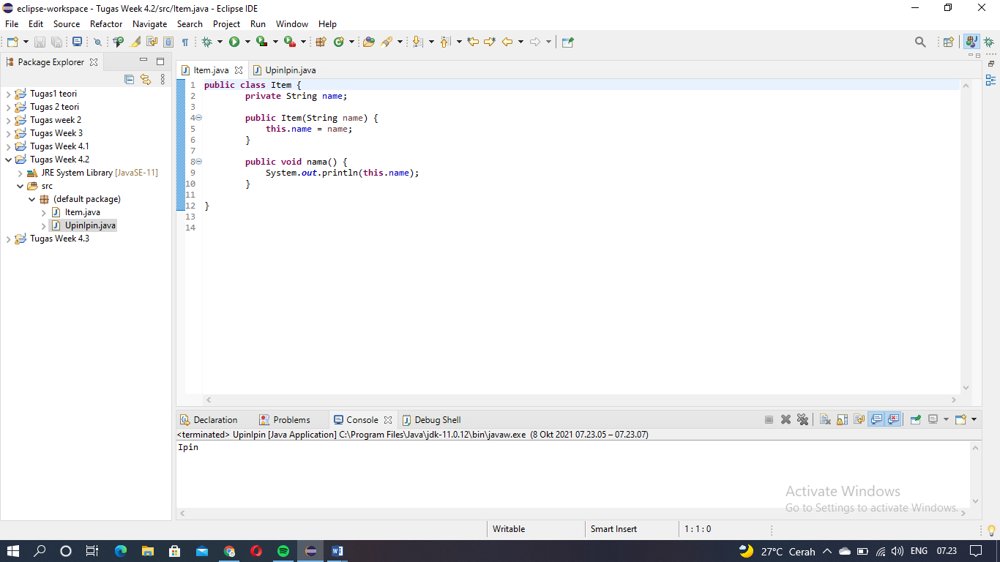 eclipse-workspace - Tugas Week 4.2/src/Item.java - Eclipse IDE
File Edit Source Refactor Navigate Search Project Run Window Help
Package Explorer
Tugas1 teori
Tugas 2 teori
Tugas week 2
Tugas Week 3
Tugas Week 4.1
Tugas Week 4.2
JRE System Library [JavaSE-11]
src
(default package)
Item.java
UpinIpin.java
Tugas Week 4.3
Item.java UpinIpin.java
1 public class Item {
2 private String name;
3
4 public Item(String name) {
5 this.name = name;
6 }
7
8 public void nama() {
9 System.out.println(this.name);
10 }
11
12 }
13
14
Declaration Problems Console Debug Shell
<terminated> UpinIpin [Java Application] C:\Program Files\Java\jdk-11.0.12\bin\javaw.exe (8 Okt 2021 07.23.05 – 07.23.07)
Ipin
Activate Windows
Go to Settings to activate Windows.
Writable Smart Insert 1 : 1 : 0
27°C Cerah ENG 07.23